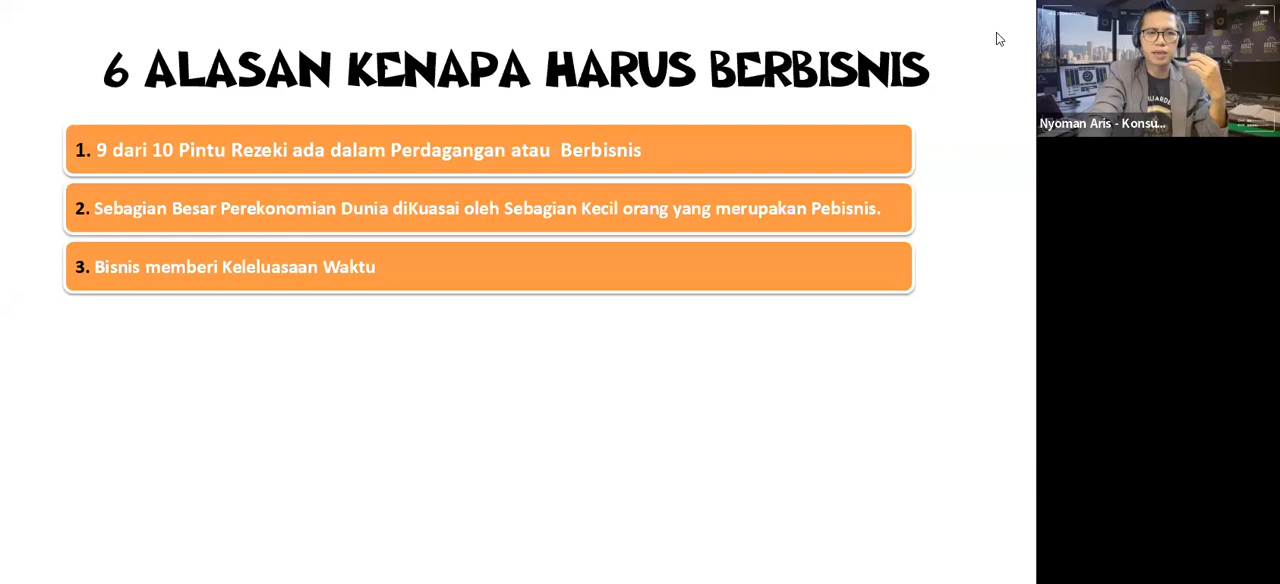 6 ALASAN KENAPA HARUS BERBISNIS
1. 9 dari 10 Pintu Rezeki ada dalam Perdagangan atau Berbisnis
2. Sebagian Besar Perekonomian Dunia diKuasai oleh Sebagian Kecil orang yang merupakan Pebisnis.
3. Bisnis memberi Keleluasaan Waktu
Nyoman Aris - Konsu...